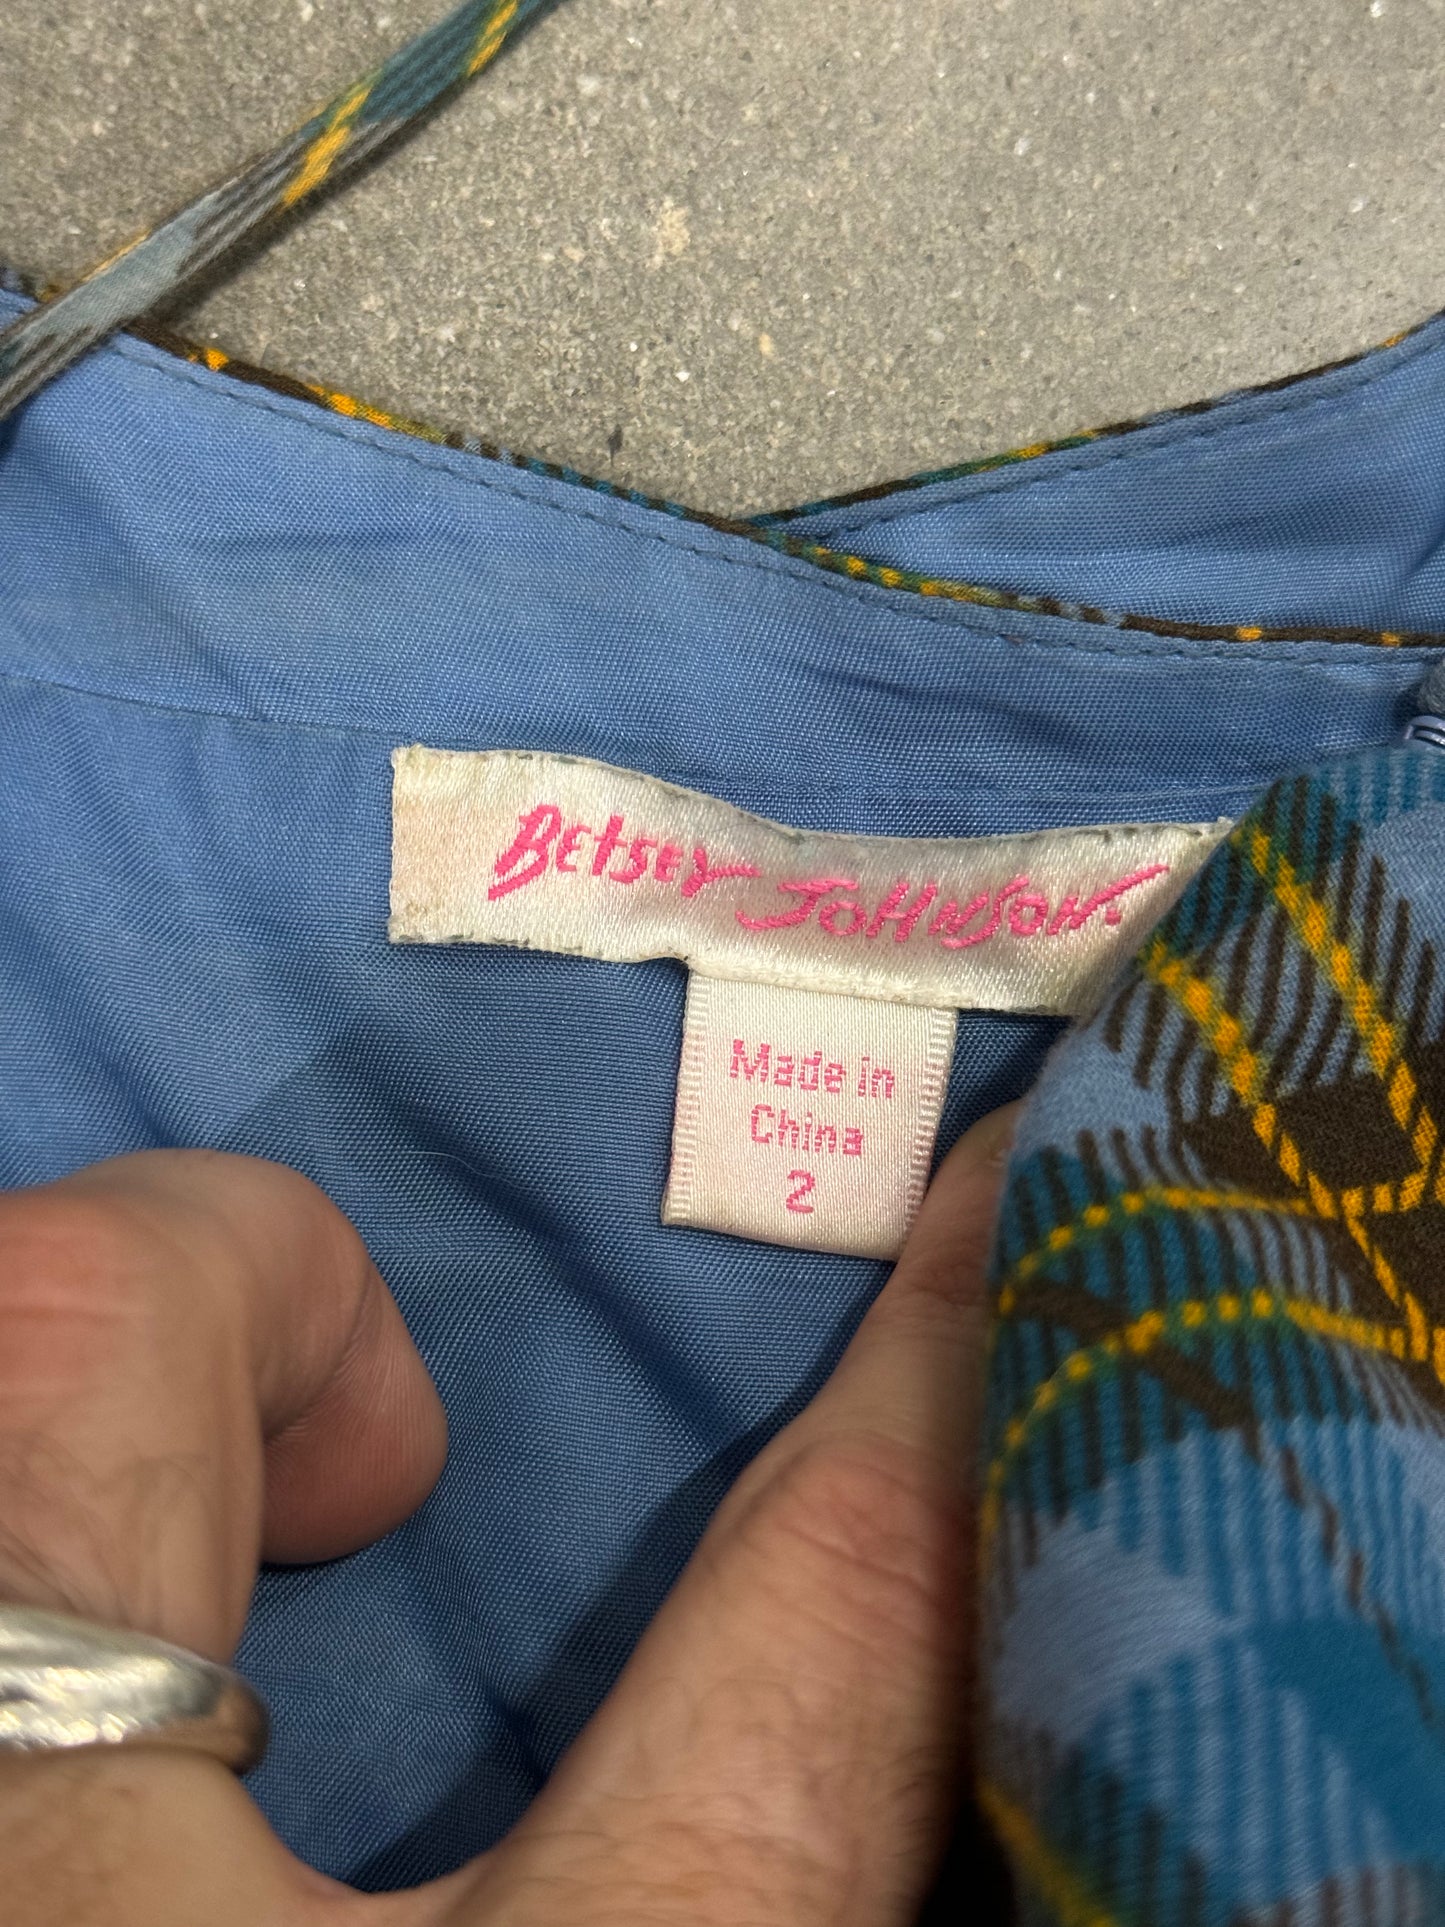 Betsey Johnson.
Made in
China
2